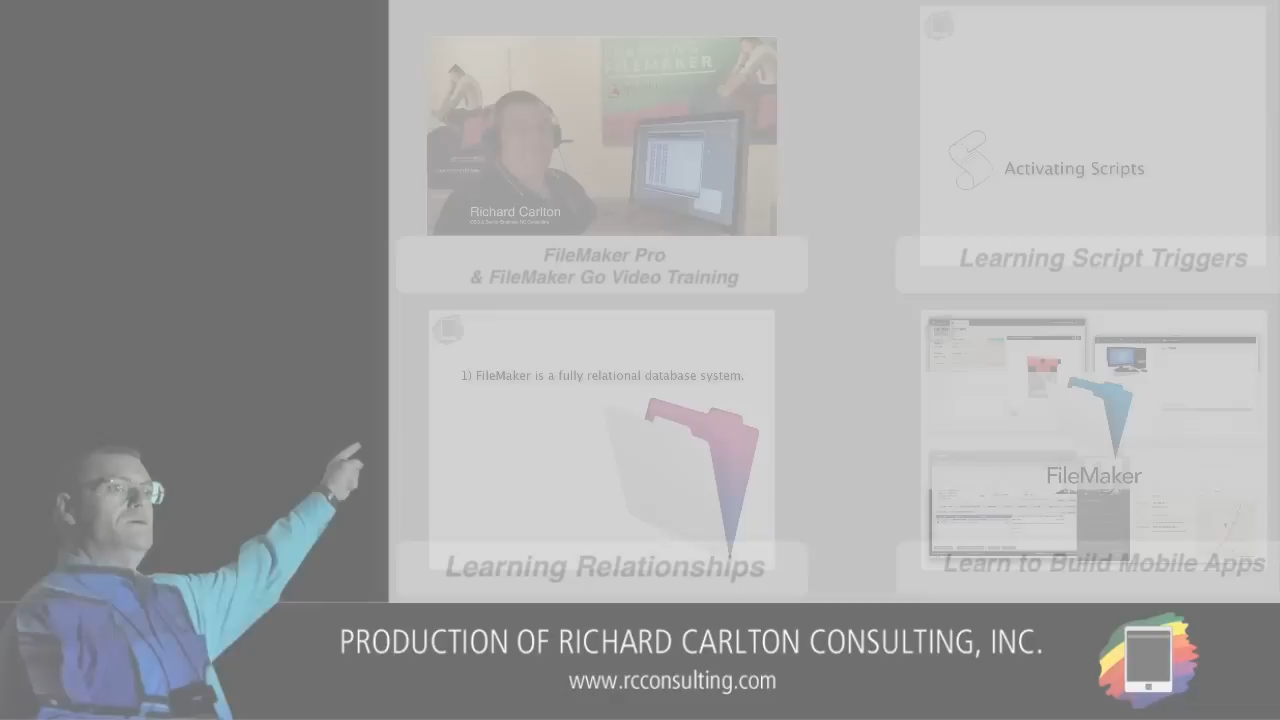 FILEMAKER
Richard Carlton
FileMaker Pro
& FileMaker Go Video Training
Activating Scripts
Learning Script Triggers
1) FileMaker is a fully relational database system.
Learning Relationships
FileMaker
Learn to Build Mobile Apps
PRODUCTION OF RICHARD CARLTON CONSULTING, INC.
www.rcconsulting.com